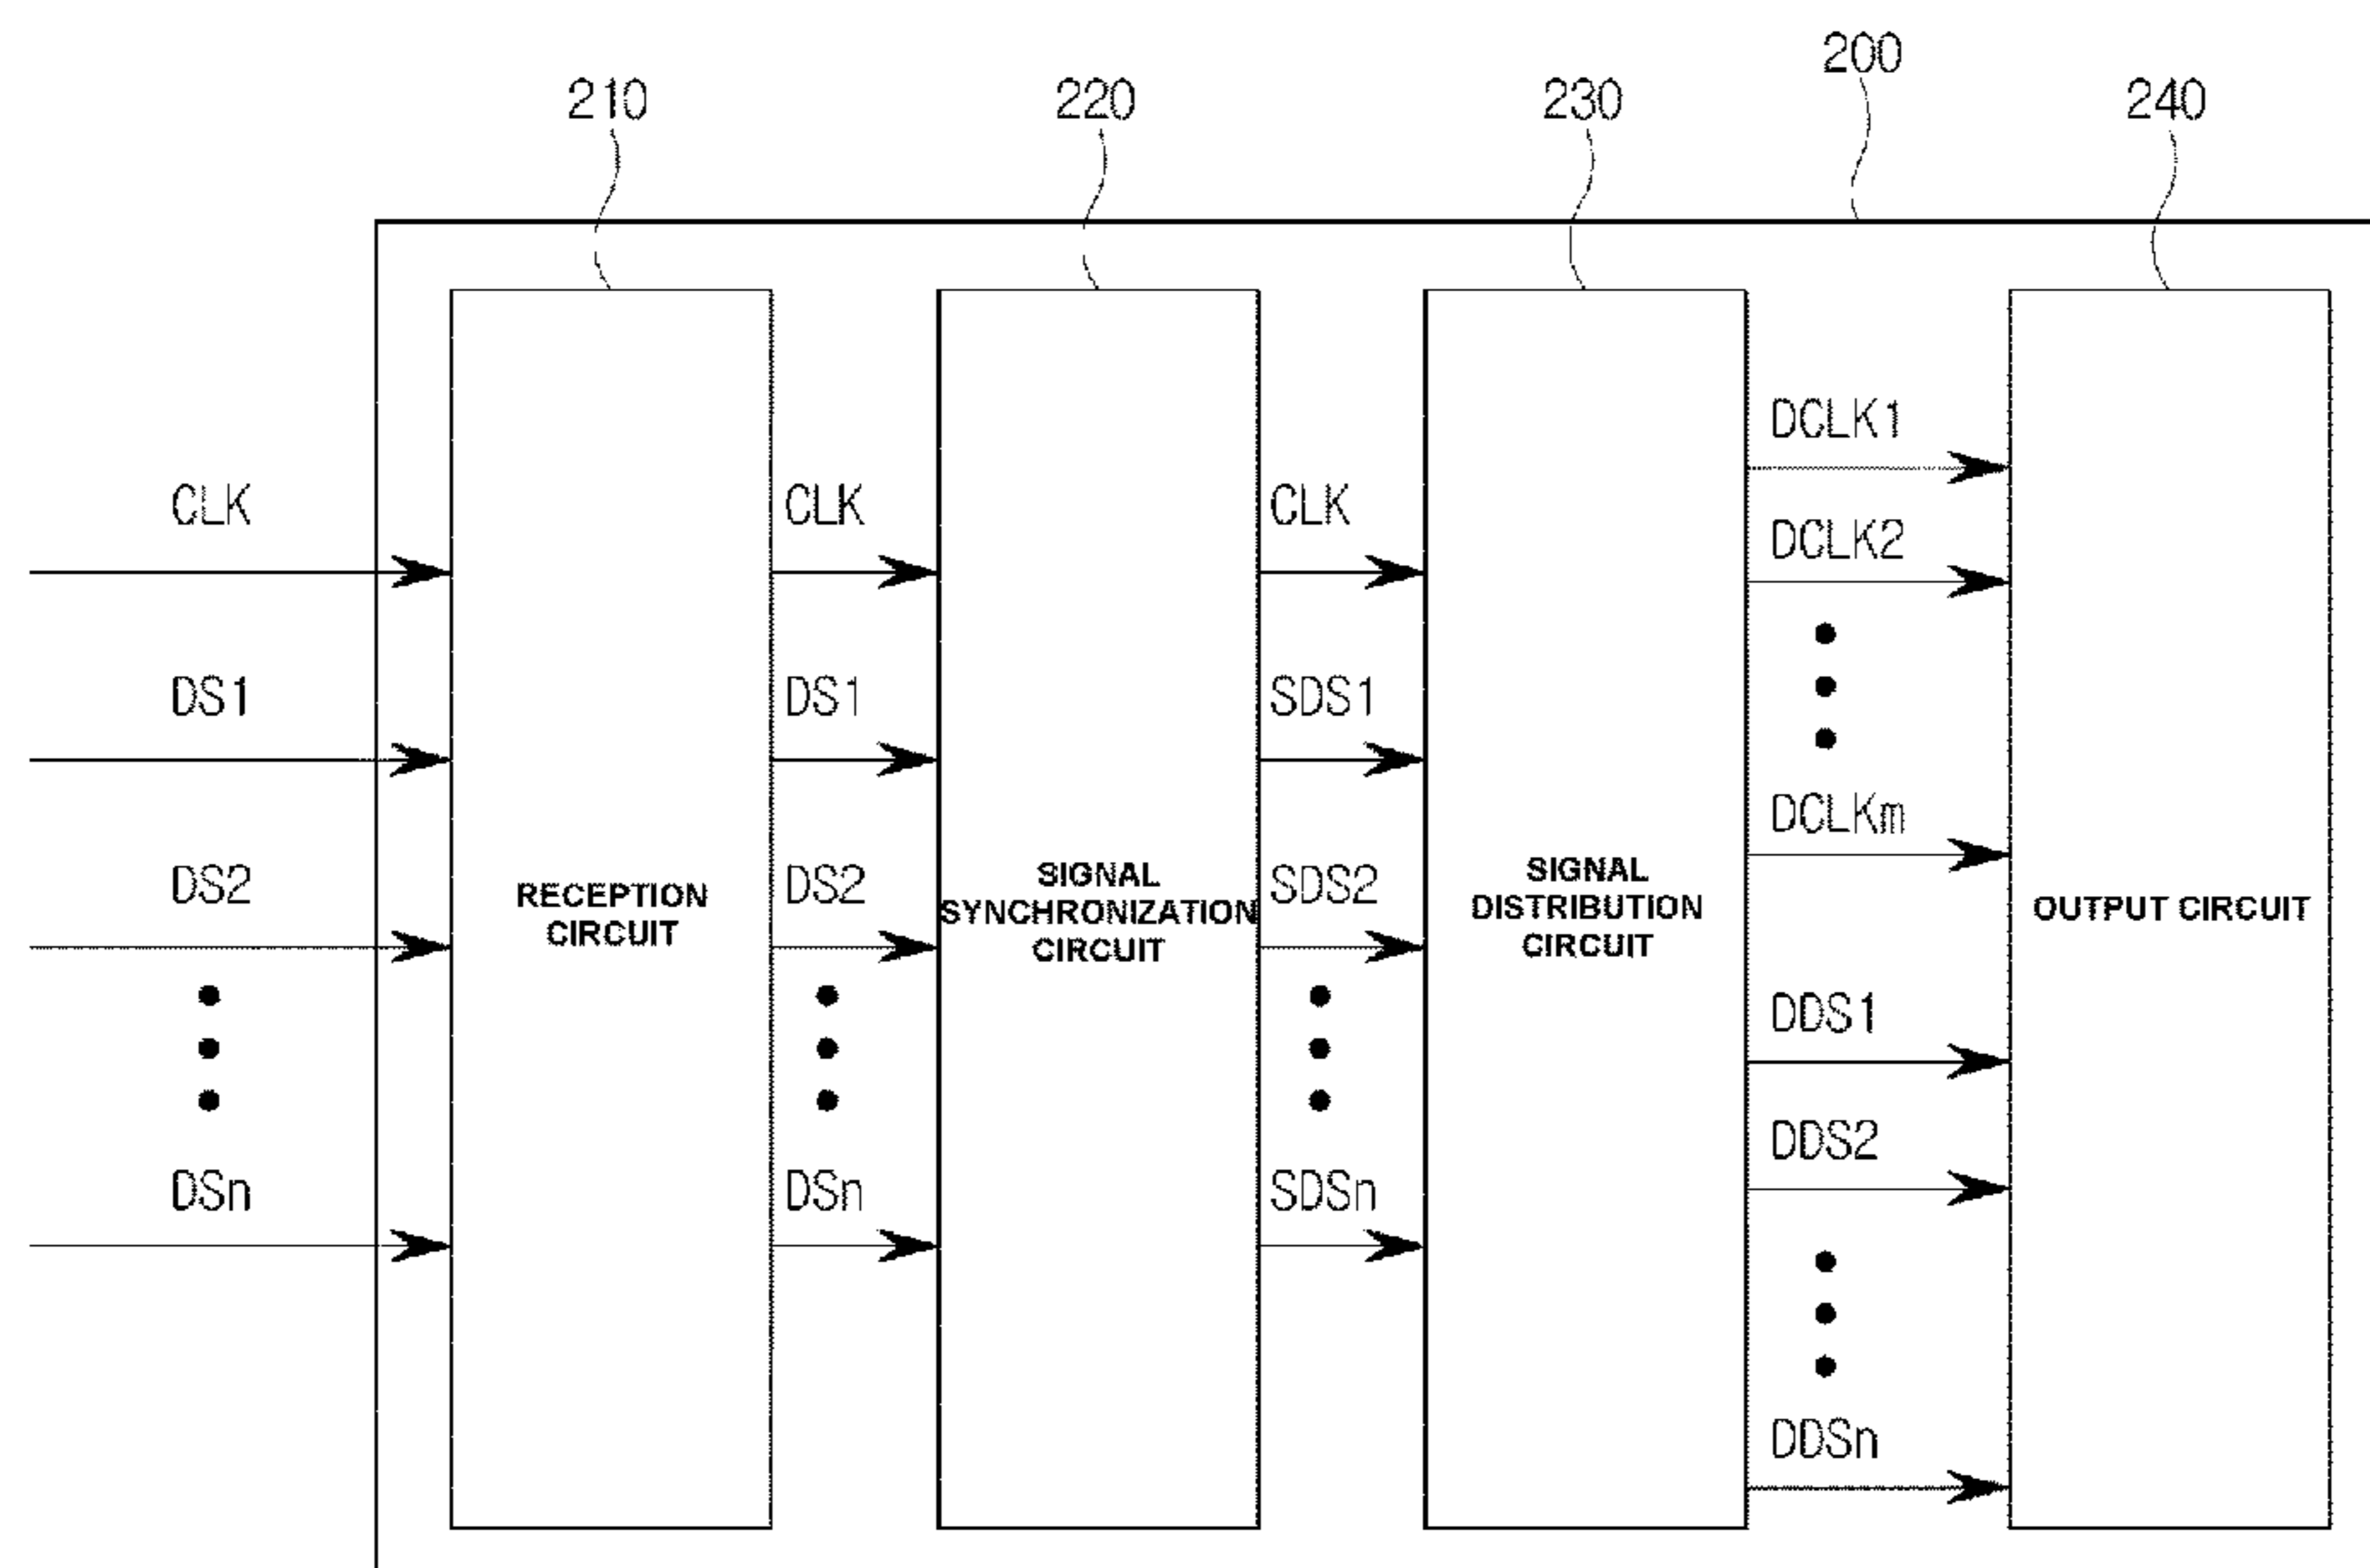 200
210
220
230
240
CLK
CLK
CLK
DCLK1
DCLK2
DS1
DS1
SDS1
DCLKm
DS2
DS2
SDS2
RECEPTION
CIRCUIT
SIGNAL
SYNCHRONIZATION
CIRCUIT
SIGNAL
DISTRIBUTION
CIRCUIT
OUTPUT CIRCUIT
DDS1
DDS2
DSn
DSn
SDSn
DDSn